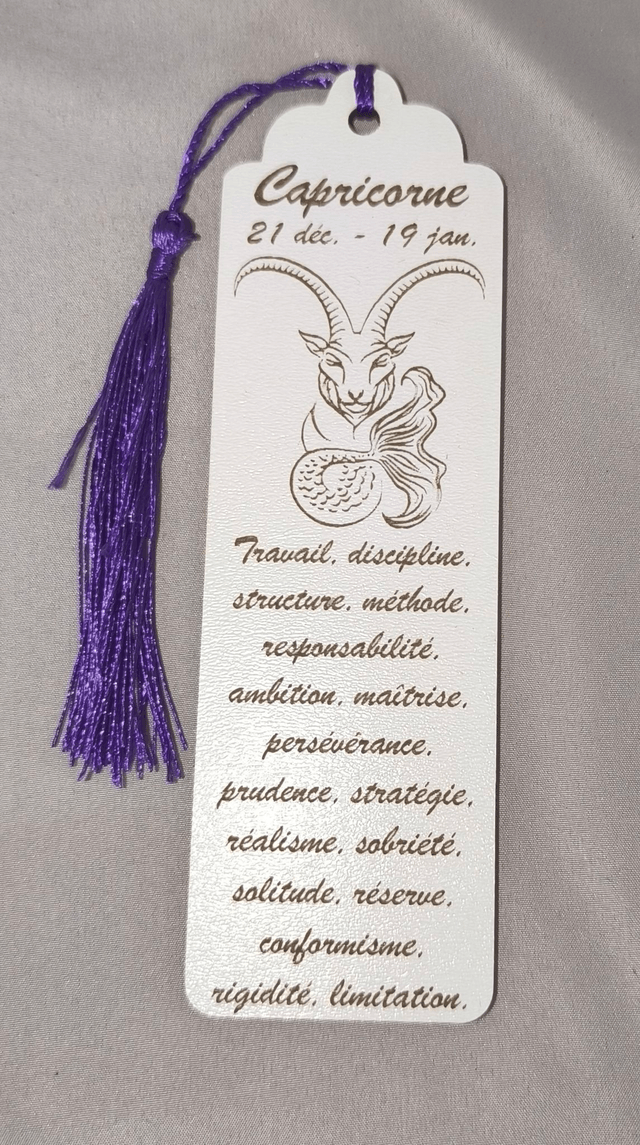 Capricorne
21 déc. - 19 jan.
Travail, discipline,
structure, méthode,
responsabilité,
ambition, maîtrise,
persévérance,
prudence, stratégie,
réalisme, sobriété,
solitude, réserve,
conformisme,
rigidité, limitation.